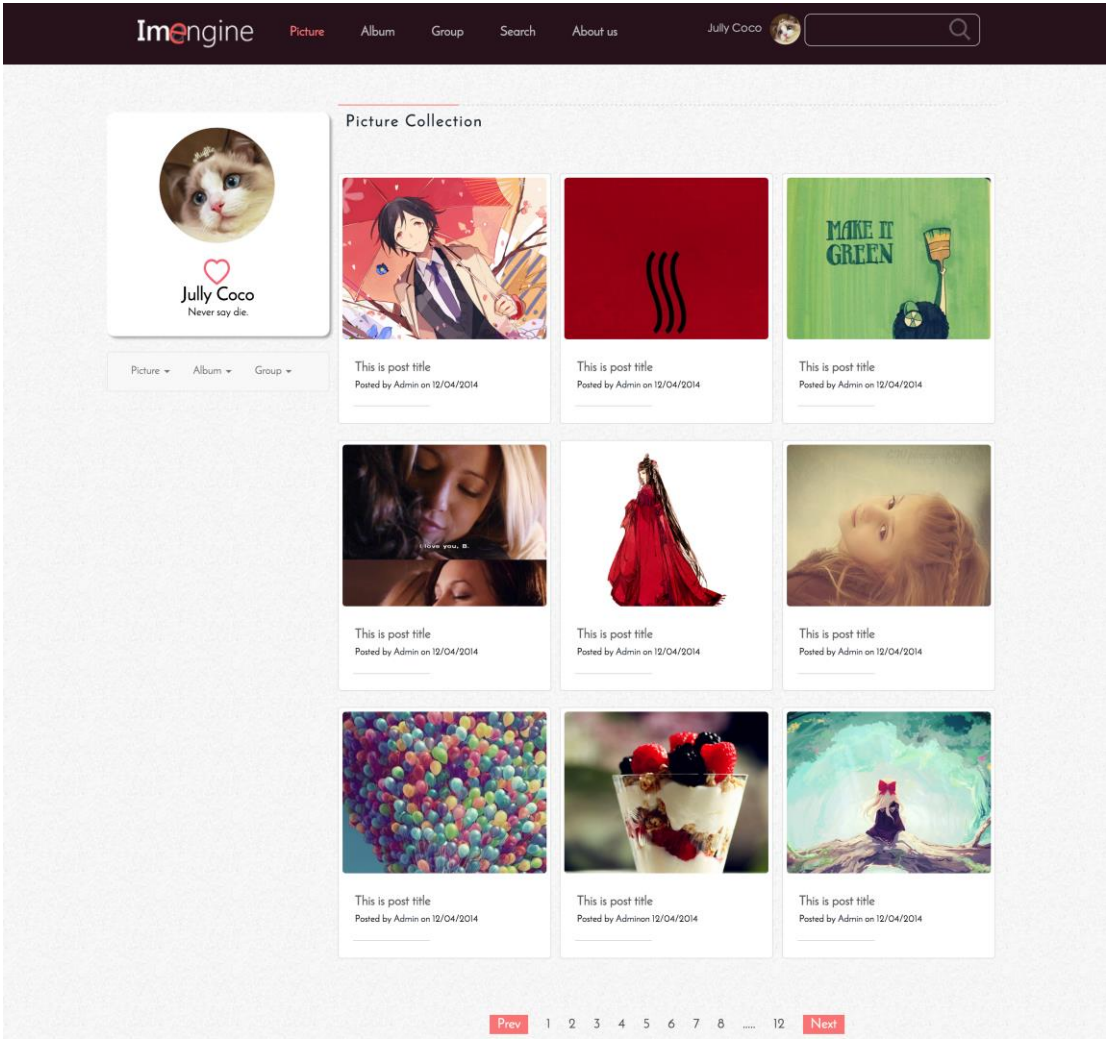 Imengine Picture Album Group Search About us Jully Coco
Picture Collection
Jully Coco
Never say die.
Picture Album Group
MAKE IT
GREEN
This is post title
Posted by Admin on 12/04/2014
This is post title
Posted by Admin on 12/04/2014
This is post title
Posted by Admin on 12/04/2014
I love you, B.
This is post title
Posted by Admin on 12/04/2014
This is post title
Posted by Admin on 12/04/2014
This is post title
Posted by Admin on 12/04/2014
This is post title
Posted by Admin on 12/04/2014
This is post title
Posted by Adminon 12/04/2014
This is post title
Posted by Admin on 12/04/2014
Prev 1 2 3 4 5 6 7 8 ..... 12 Next